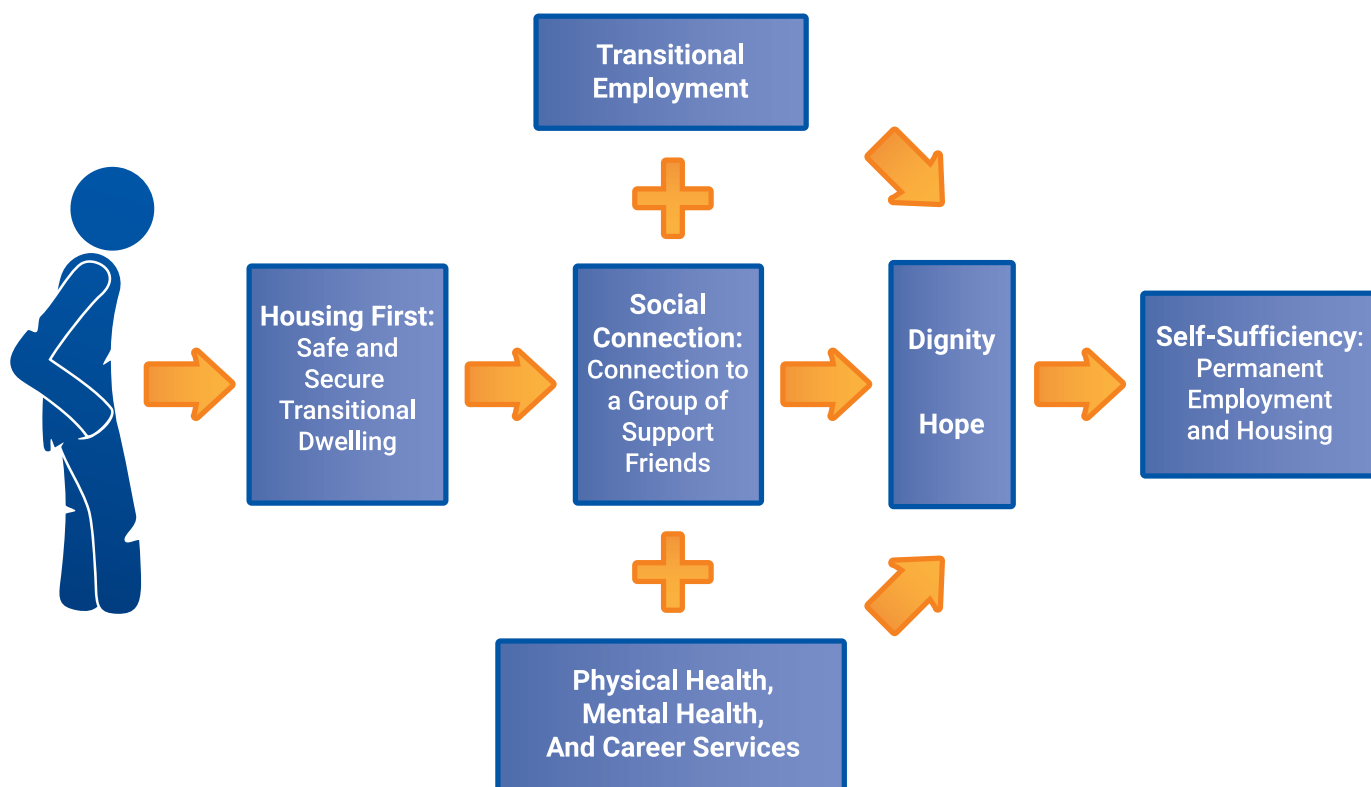 Transitional
Employment
Housing First:
Safe and
Secure
Transitional
Dwelling
Social
Connection:
Connection to
a Group of
Support
Friends
Dignity
Hope
Self-Sufficiency:
Permanent
Employment
and Housing
Physical Health,
Mental Health,
And Career Services